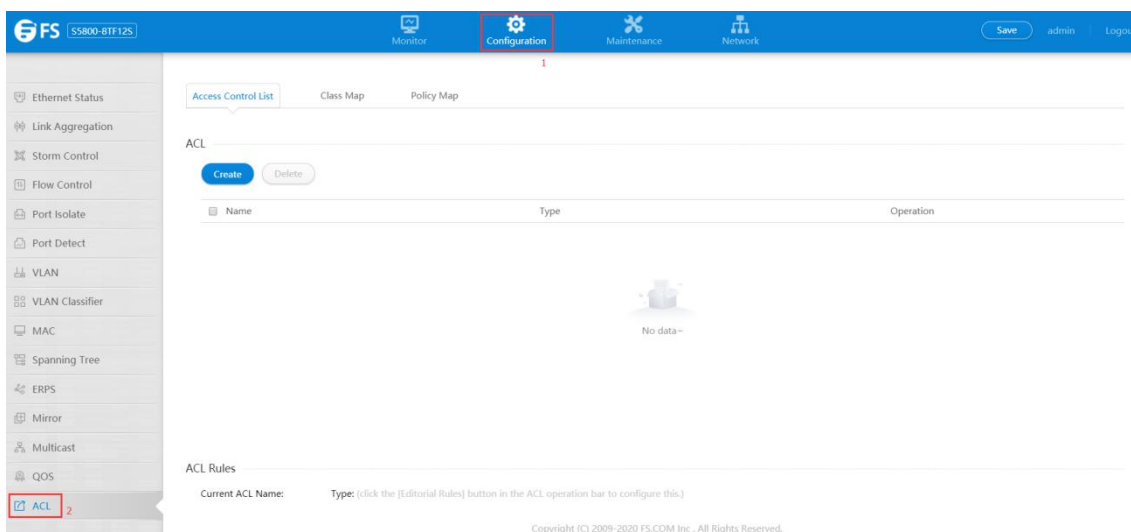 FS S5800-8TF12S
Monitor Configuration Maintenance Network
Save admin Logou
1
Access Control List Class Map Policy Map
Ethernet Status
Link Aggregation
Storm Control
Flow Control
Port Isolate
Port Detect
VLAN
VLAN Classifier
MAC
Spanning Tree
ERPS
Mirror
Multicast
QOS
ACL 2
ACL
Create Delete
Name Type Operation
No data~
ACL Rules
Current ACL Name: Type: (click the [Editorial Rules] button in the ACL operation bar to configure this.)
Copyright (C) 2009-2020 FS.COM Inc . All Rights Reserved.